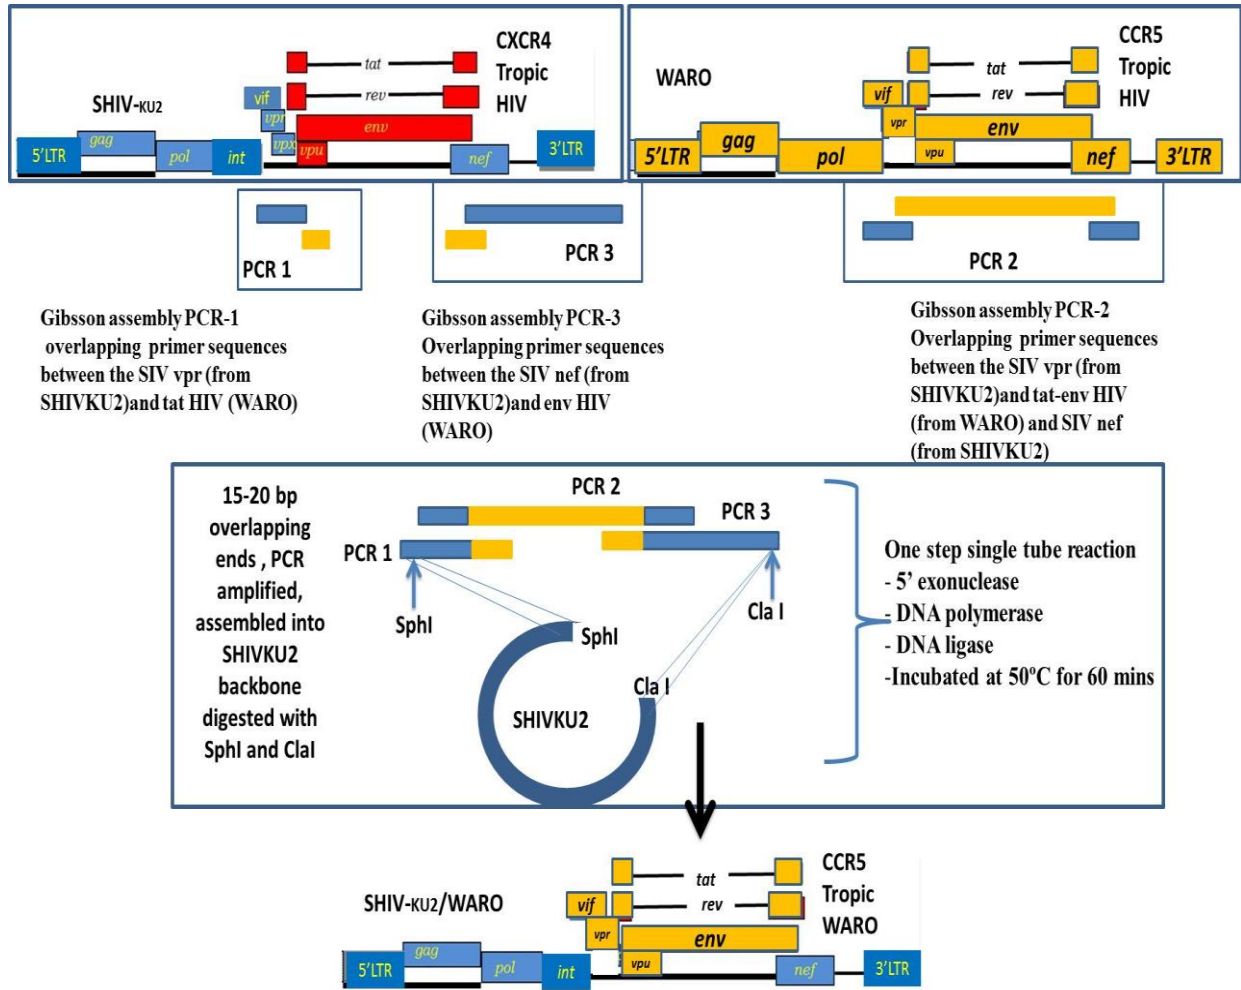 SHIV-KU2
CXCR4
Tropic
HIV
tat
rev
vif
vpr
vpx
vpu
env
5'LTR
gag
pol
int
nef
3'LTR
WARO
CCR5
Tropic
HIV
tat
rev
vif
vpr
env
vpu
5'LTR
gag
pol
nef
3'LTR
PCR 1
PCR 3
PCR 2
Gibsson assembly PCR-1
overlapping primer sequences
between the SIV vpr (from
SHIVKU2)and tat HIV (WARO)
Gibsson assembly PCR-3
Overlapping primer sequences
between the SIV nef (from
SHIVKU2)and env HIV
(WARO)
Gibsson assembly PCR-2
Overlapping primer sequences
between the SIV vpr (from
SHIVKU2)and tat-env HIV
(from WARO) and SIV nef
(from SHIVKU2)
15-20 bp
overlapping
ends , PCR
amplified,
assembled into
SHIVKU2
backbone
digested with
SphI and ClaI
PCR 2
PCR 3
PCR 1
SphI
Cla I
SphI
Cla I
SHIVKU2
One step single tube reaction
- 5' exonuclease
- DNA polymerase
- DNA ligase
-Incubated at 50ºC for 60 mins
SHIV-KU2/WARO
CCR5
Tropic
WARO
tat
rev
vif
vpr
env
vpu
5'LTR
gag
pol
int
nef
3'LTR